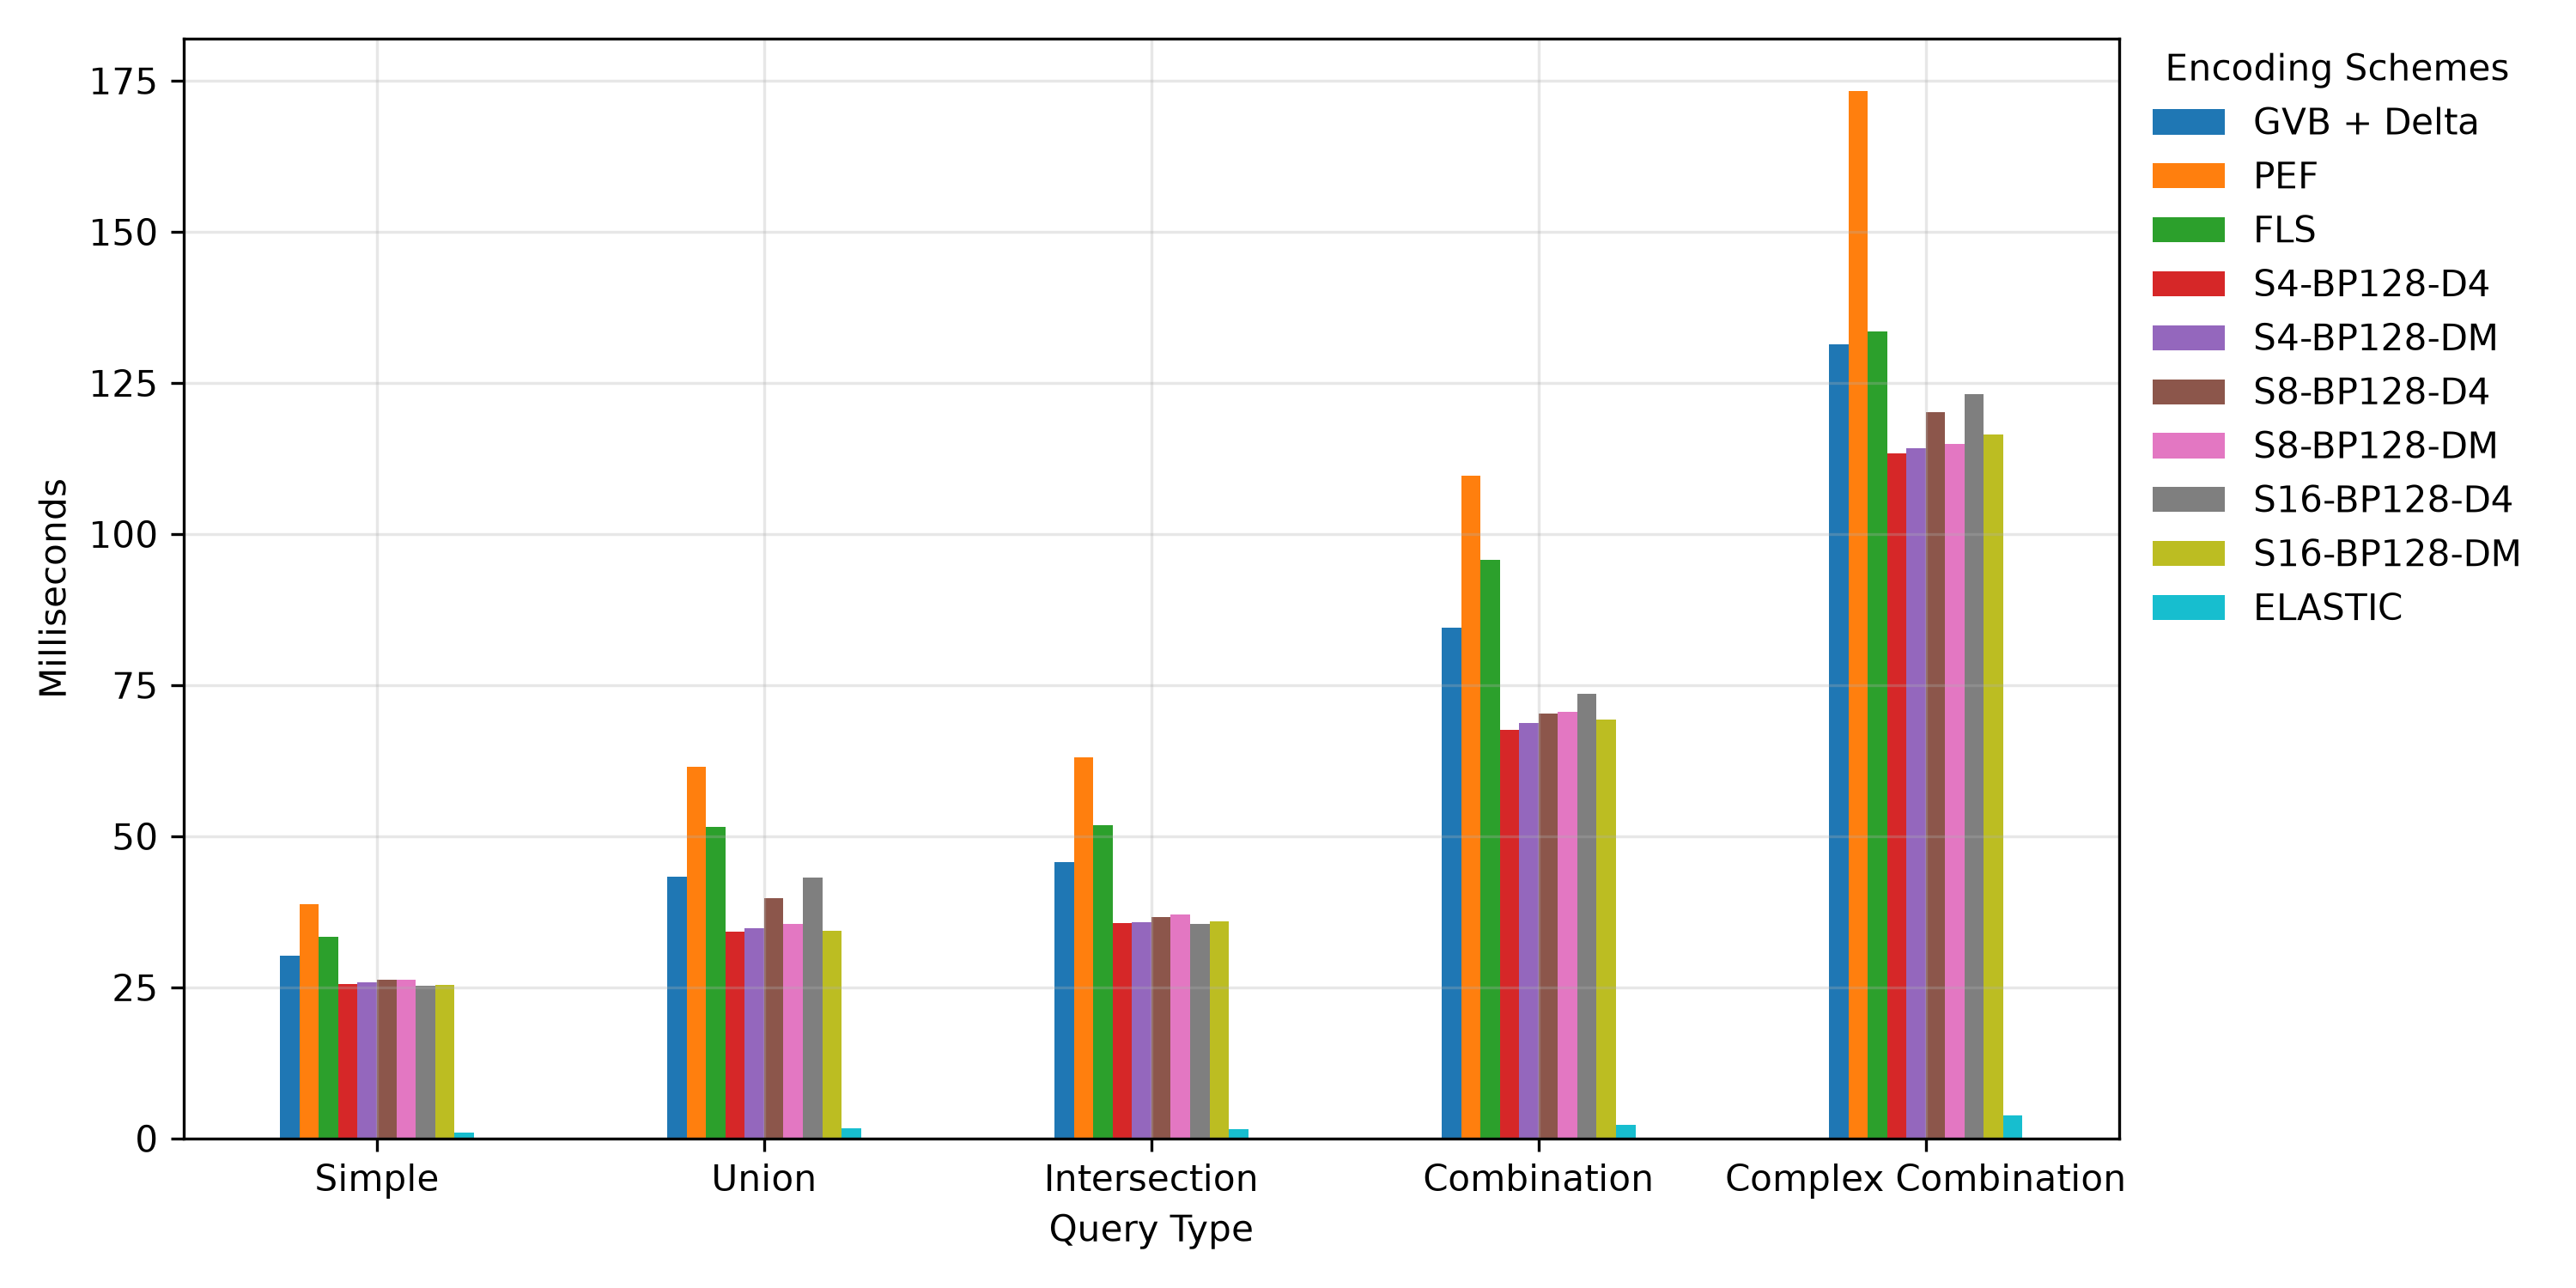 175
150
125
100
75
50
25
0
Milliseconds
Simple
Union
Intersection
Combination
Complex Combination
Query Type
Encoding Schemes
GVB + Delta
PEF
FLS
S4-BP128-D4
S4-BP128-DM
S8-BP128-D4
S8-BP128-DM
S16-BP128-D4
S16-BP128-DM
ELASTIC